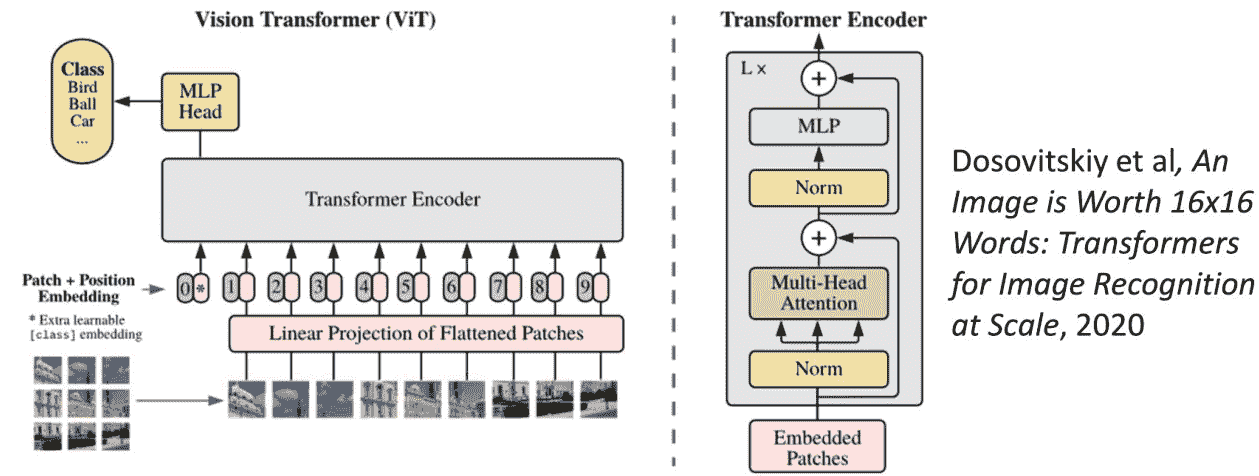 Vision Transformer (ViT)
Class
Bird
Ball
Car
...
MLP
Head
Transformer Encoder
Patch + Position
Embedding
0 * 1 2 3 4 5 6 7 8 9
* Extra learnable
[class] embedding
Linear Projection of Flattened Patches
Transformer Encoder
L ×
+
MLP
Norm
+
Multi-Head
Attention
Norm
Embedded
Patches
Dosovitskiy et al, An
Image is Worth 16x16
Words: Transformers
for Image Recognition
at Scale, 2020